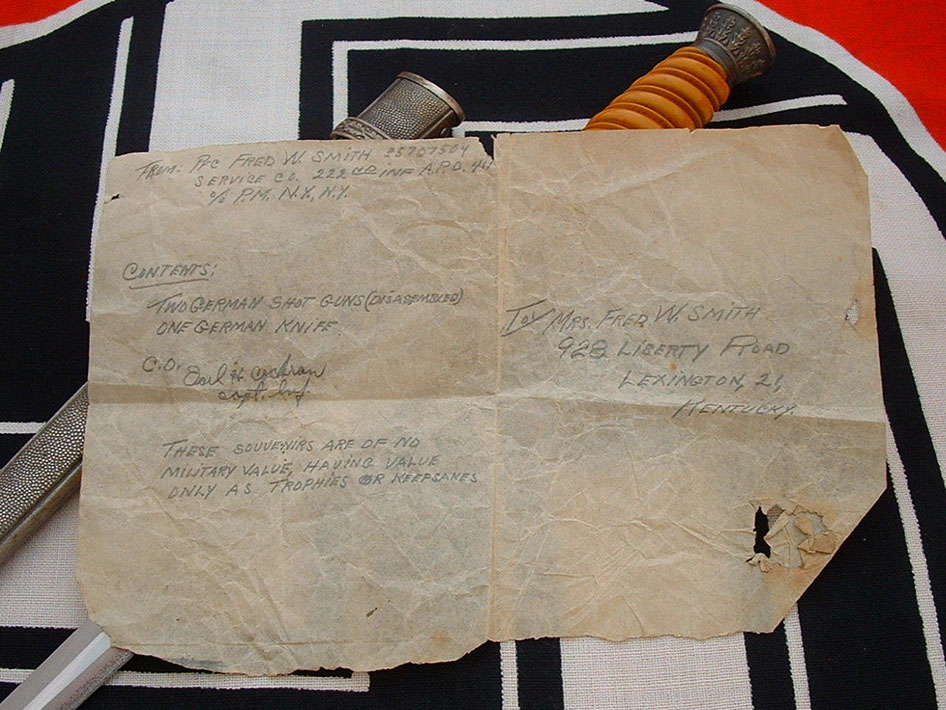 FROM: PFC FRED W. SMITH 35707504
SERVICE CO. 222ND INF A.P.O. 411
c/o P.M. N.Y., N.Y.
CONTENTS:
TWO GERMAN SHOT GUNS (DISASEMBLED)
ONE GERMAN KNIFE.
C.O. Earl H Cochran
Capt. Inf.
THESE SOUVENIRS ARE OF NO
MILITARY VALUE, HAVING VALUE
ONLY AS TROPHIES OR KEEPSAKES
TO/ MRS. FRED W. SMITH
928 LIBERTY ROAD
LEXINGTON, 21,
KENTUCKY.